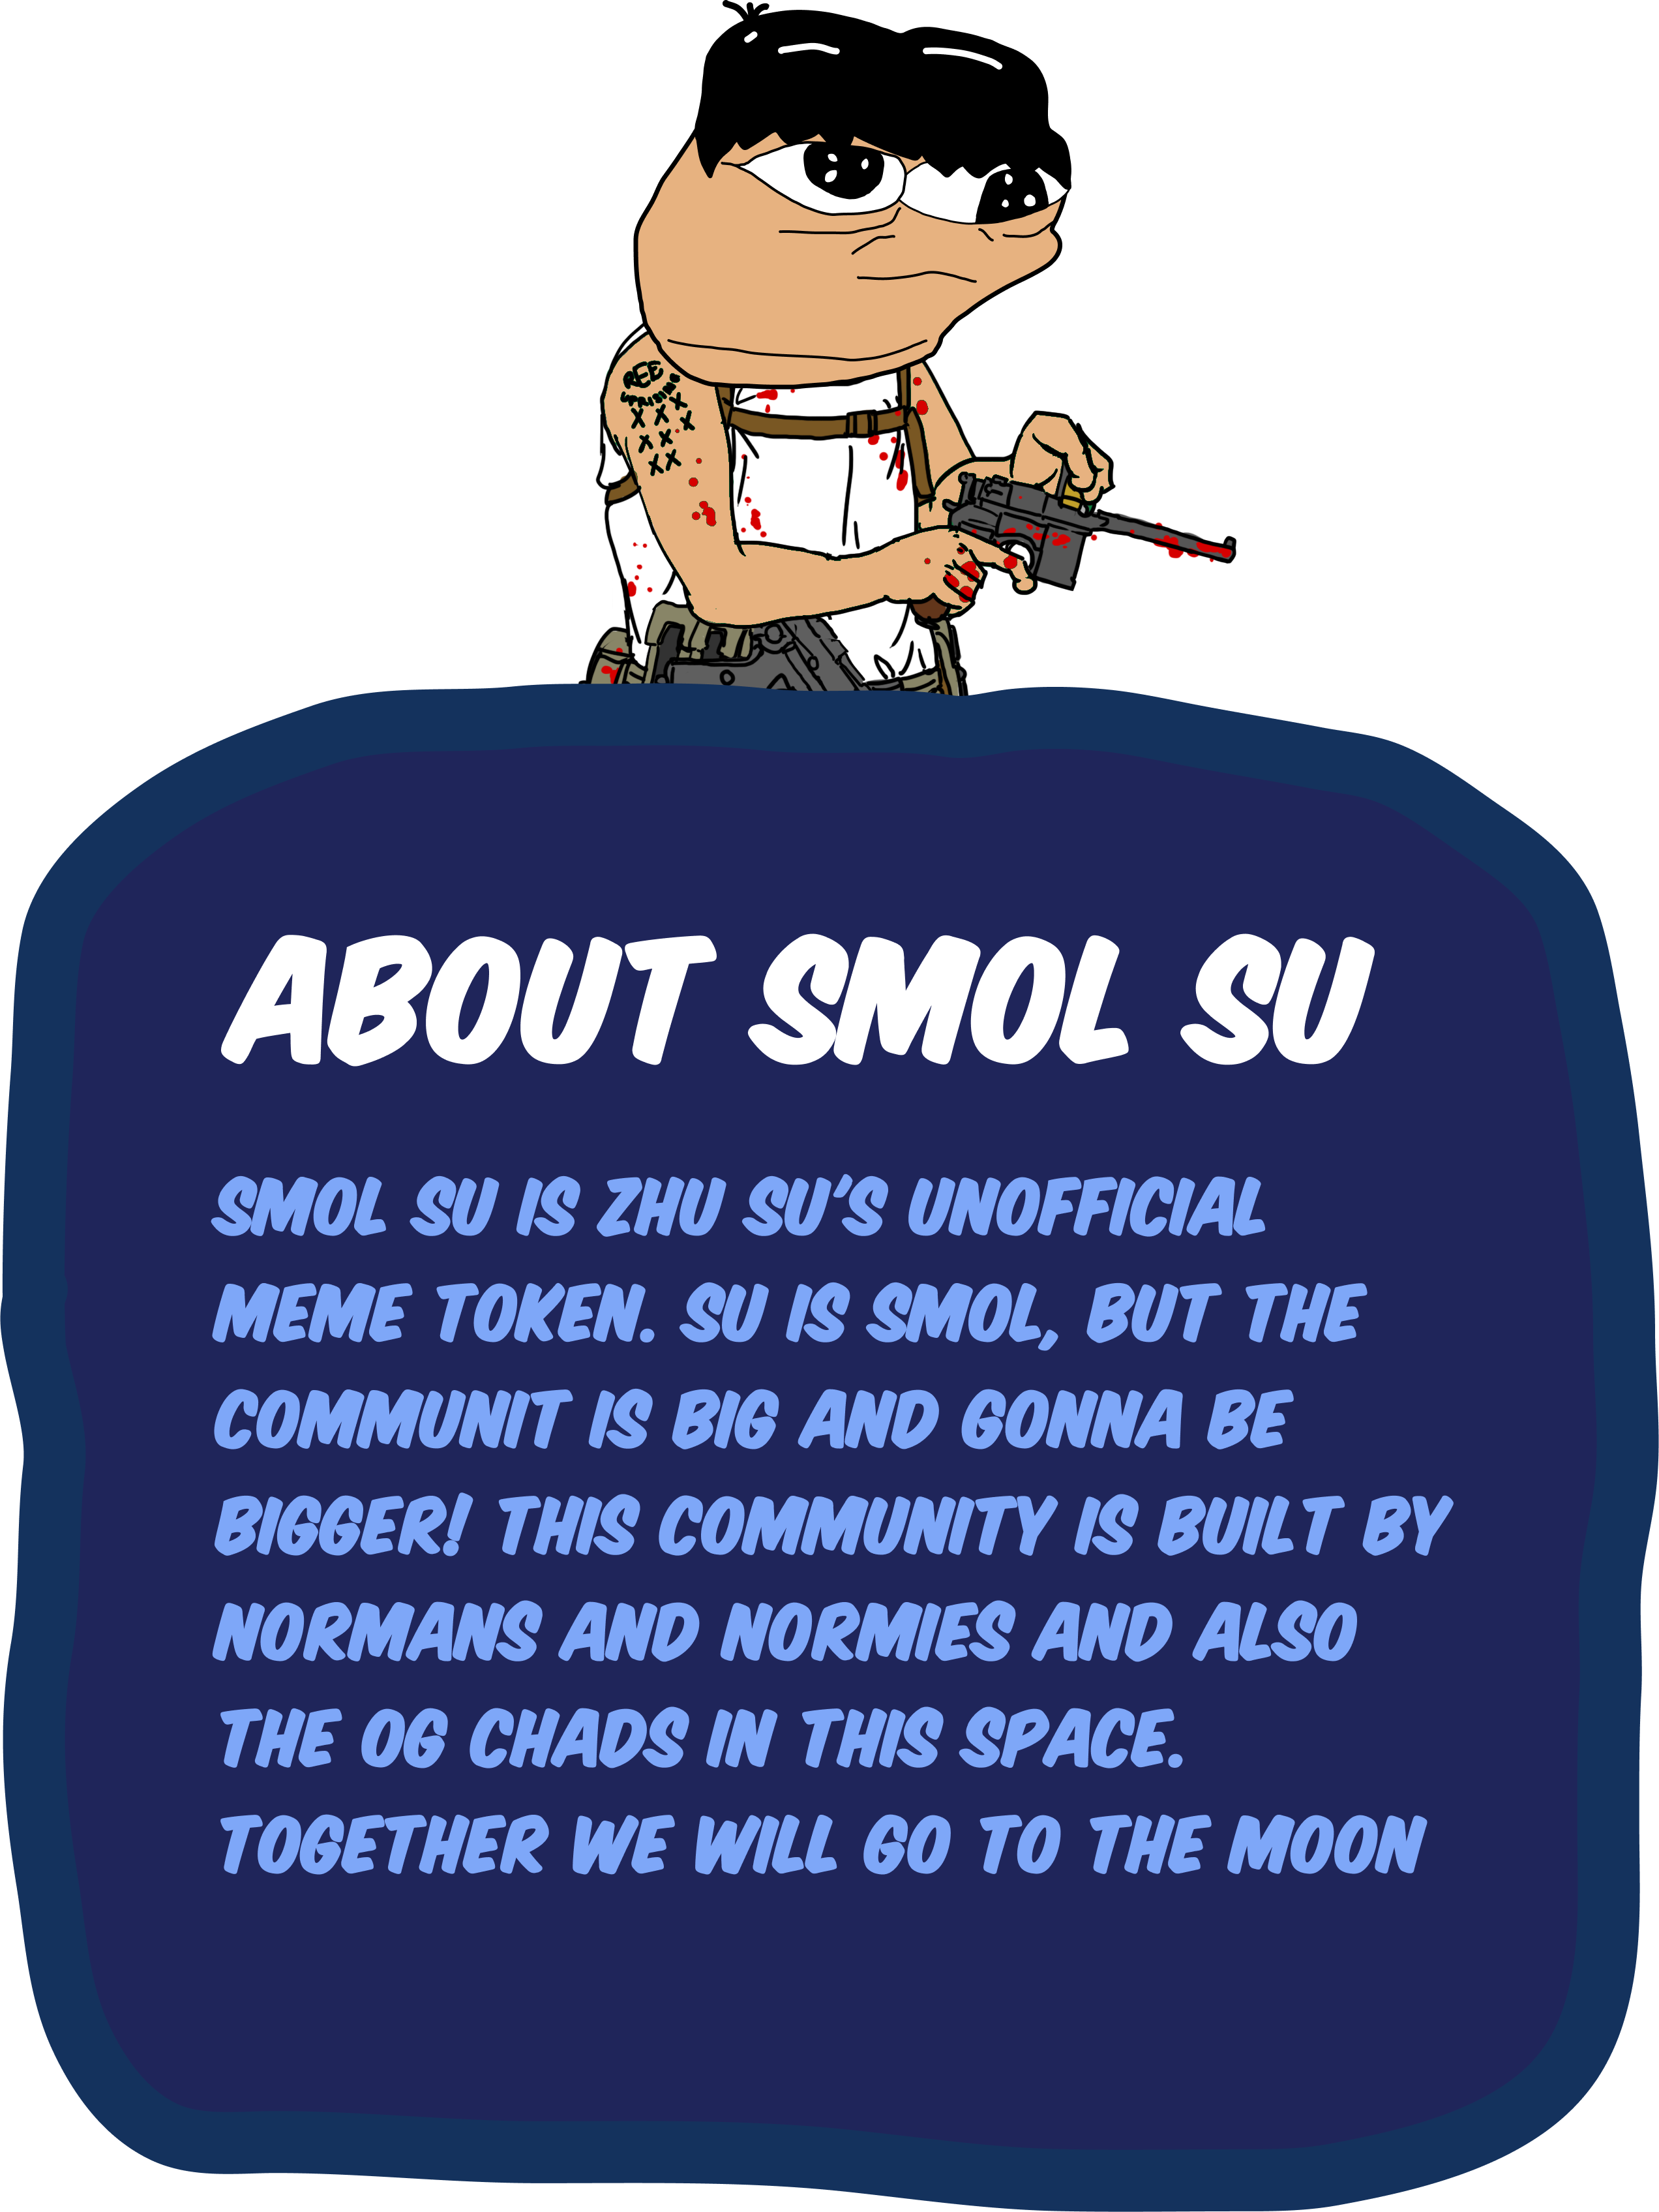 REE
ABOUT SMOL SU
SMOL SU IS ZHU SU'S UNOFFICIAL
MEME TOKEN. SU IS SMOL, BUT THE
COMMUNIT IS BIG AND GONNA BE
BIGGER! THIS COMMUNITY IS BUILT BY
NORMANS AND NORMIES AND ALSO
THE OG CHADS IN THIS SPACE.
TOGETHER WE WILL GO TO THE MOON